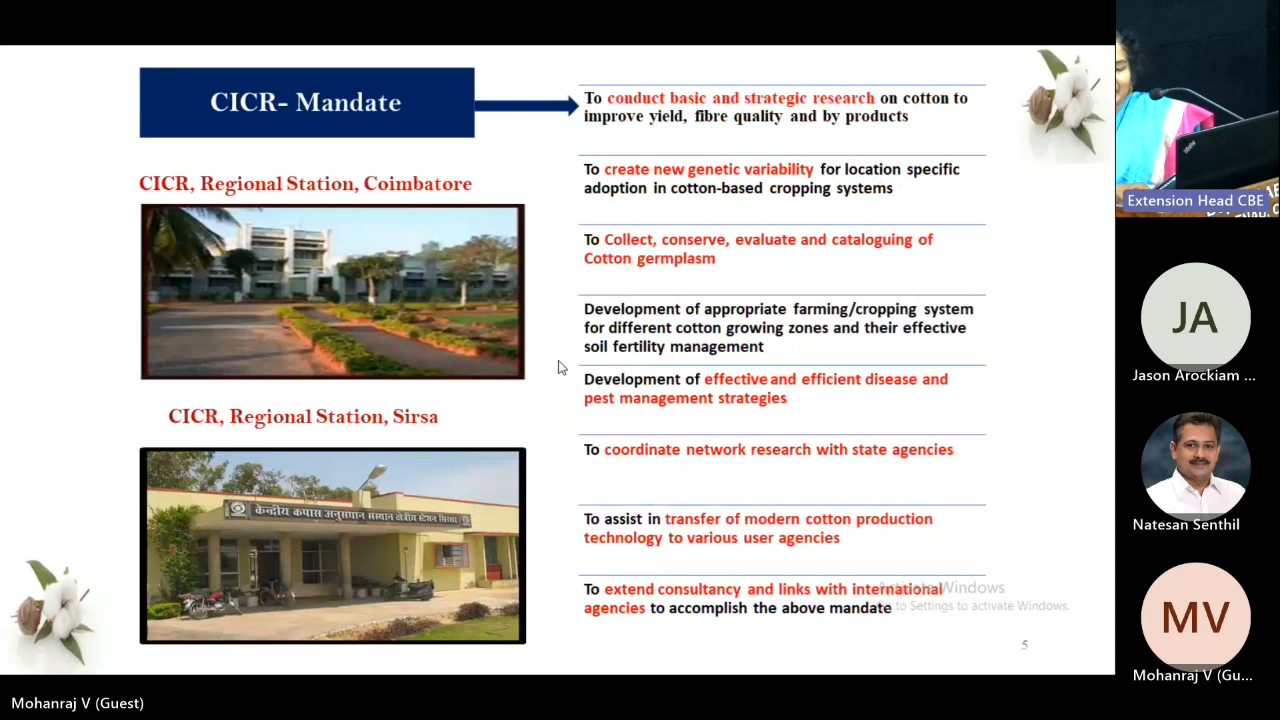 CICR- Mandate
CICR, Regional Station, Coimbatore
CICR, Regional Station, Sirsa
केन्द्रीय कपास अनुसंधान संस्थान क्षेत्रीय स्टेशन सिरसा
To conduct basic and strategic research on cotton to
improve yield, fibre quality and by products
To create new genetic variability for location specific
adoption in cotton-based cropping systems
To Collect, conserve, evaluate and cataloguing of
Cotton germplasm
Development of appropriate farming/cropping system
for different cotton growing zones and their effective
soil fertility management
Development of effective and efficient disease and
pest management strategies
To coordinate network research with state agencies
To assist in transfer of modern cotton production
technology to various user agencies
To extend consultancy and links with international
agencies to accomplish the above mandate
Activate Windows
Go to Settings to activate Windows.
5
Extension Head CBE
JA
Jason Arockiam ...
Natesan Senthil
MV
Mohanraj V (Gu...
Mohanraj V (Guest)